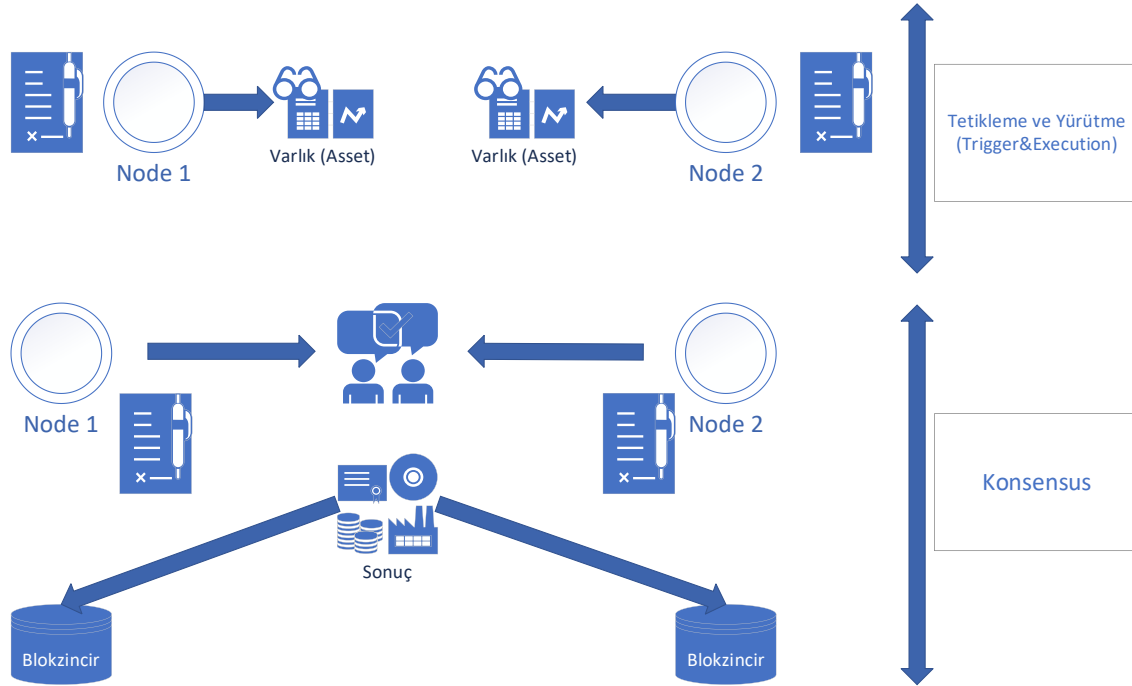 Varlık (Asset)
Varlık (Asset)
Node 1
Node 2
Tetikleme ve Yürütme
(Trigger&Execution)
Node 1
Node 2
Konsensus
Sonuç
Blokzincir
Blokzincir